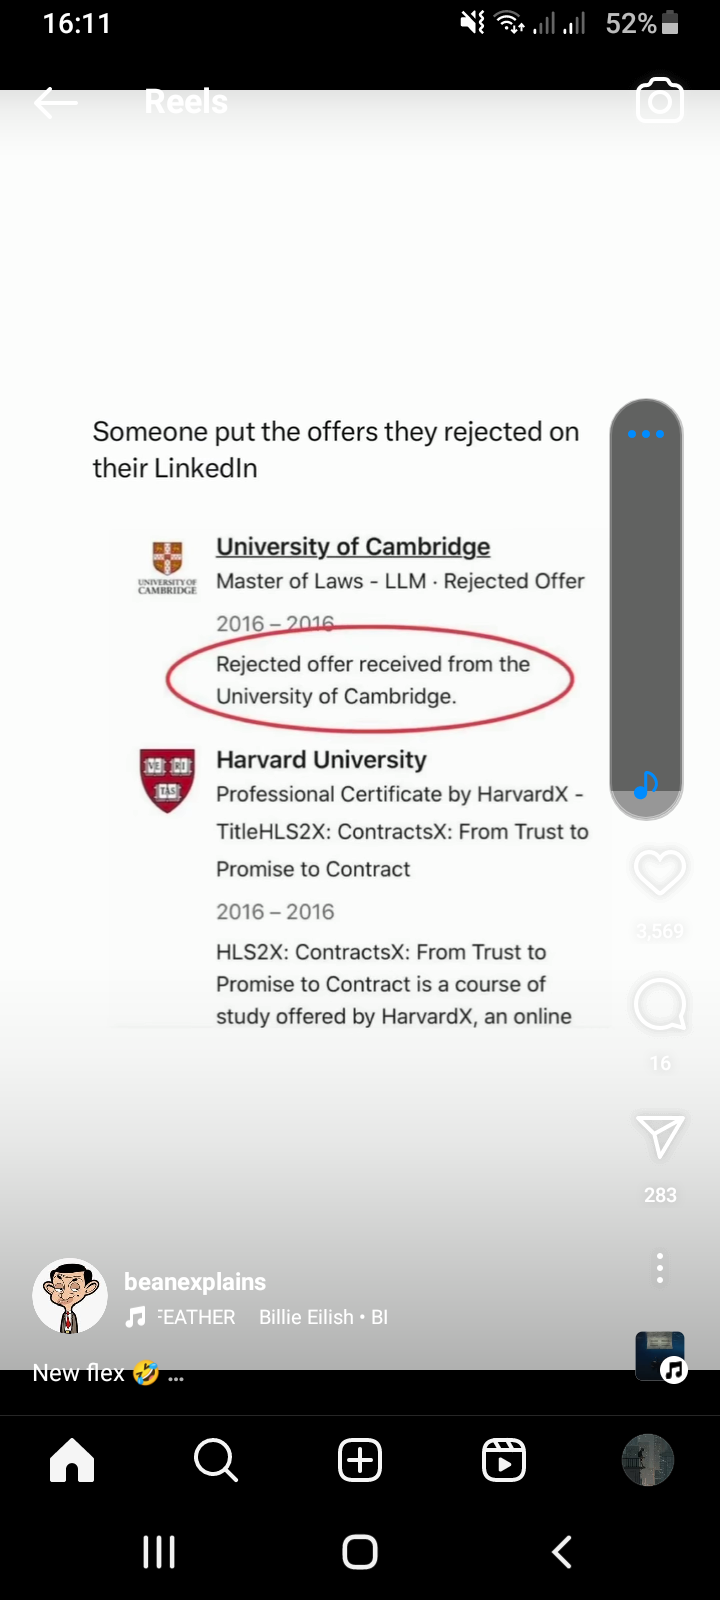 16:11
52%
Reels
Someone put the offers they rejected on
their LinkedIn
UNIVERSITY OF
CAMBRIDGE
University of Cambridge
Master of Laws - LLM · Rejected Offer
2016 – 2016
Rejected offer received from the
University of Cambridge.
VE RI
TAS
Harvard University
Professional Certificate by HarvardX -
TitleHLS2X: ContractsX: From Trust to
Promise to Contract
2016 – 2016
HLS2X: ContractsX: From Trust to
Promise to Contract is a course of
study offered by HarvardX, an online
3,569
16
283
beanexplains
FEATHER Billie Eilish • BI
New flex 🤣 ...